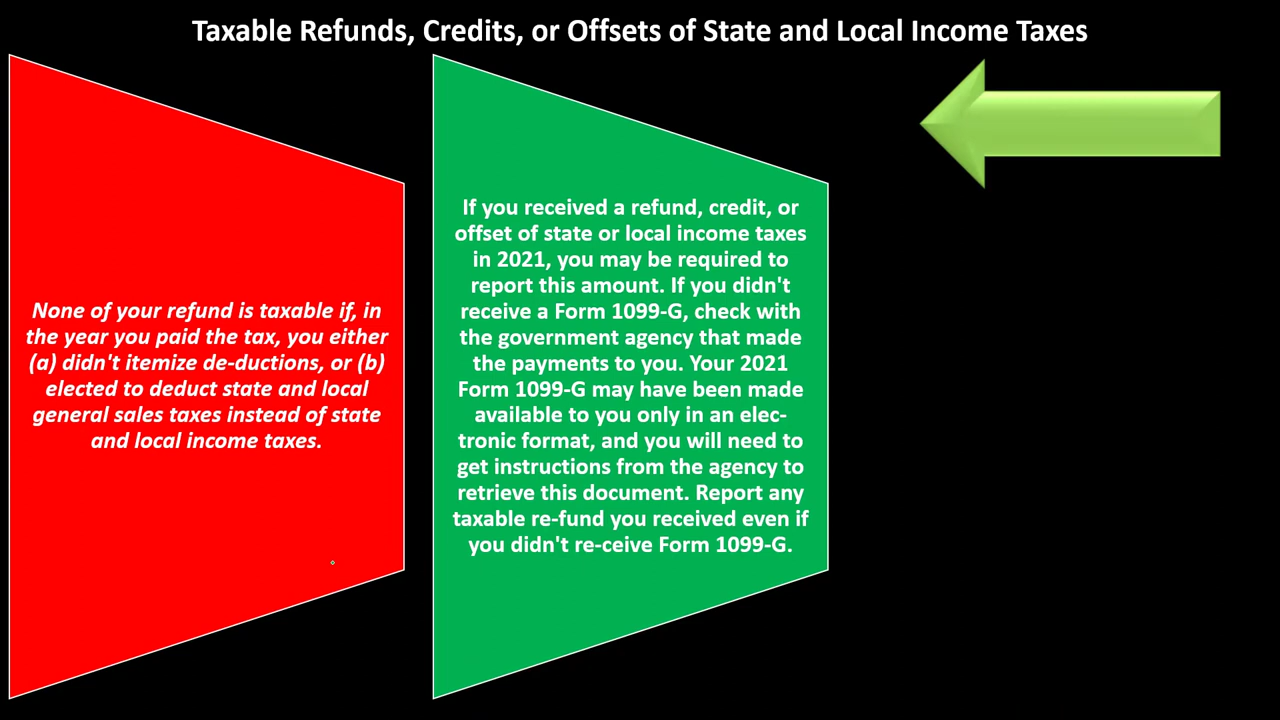 Taxable Refunds, Credits, or Offsets of State and Local Income Taxes
None of your refund is taxable if, in
the year you paid the tax, you either
(a) didn't itemize de-ductions, or (b)
elected to deduct state and local
general sales taxes instead of state
and local income taxes.
If you received a refund, credit, or
offset of state or local income taxes
in 2021, you may be required to
report this amount. If you didn't
receive a Form 1099-G, check with
the government agency that made
the payments to you. Your 2021
Form 1099-G may have been made
available to you only in an elec-
tronic format, and you will need to
get instructions from the agency to
retrieve this document. Report any
taxable re-fund you received even if
you didn't re-ceive Form 1099-G.